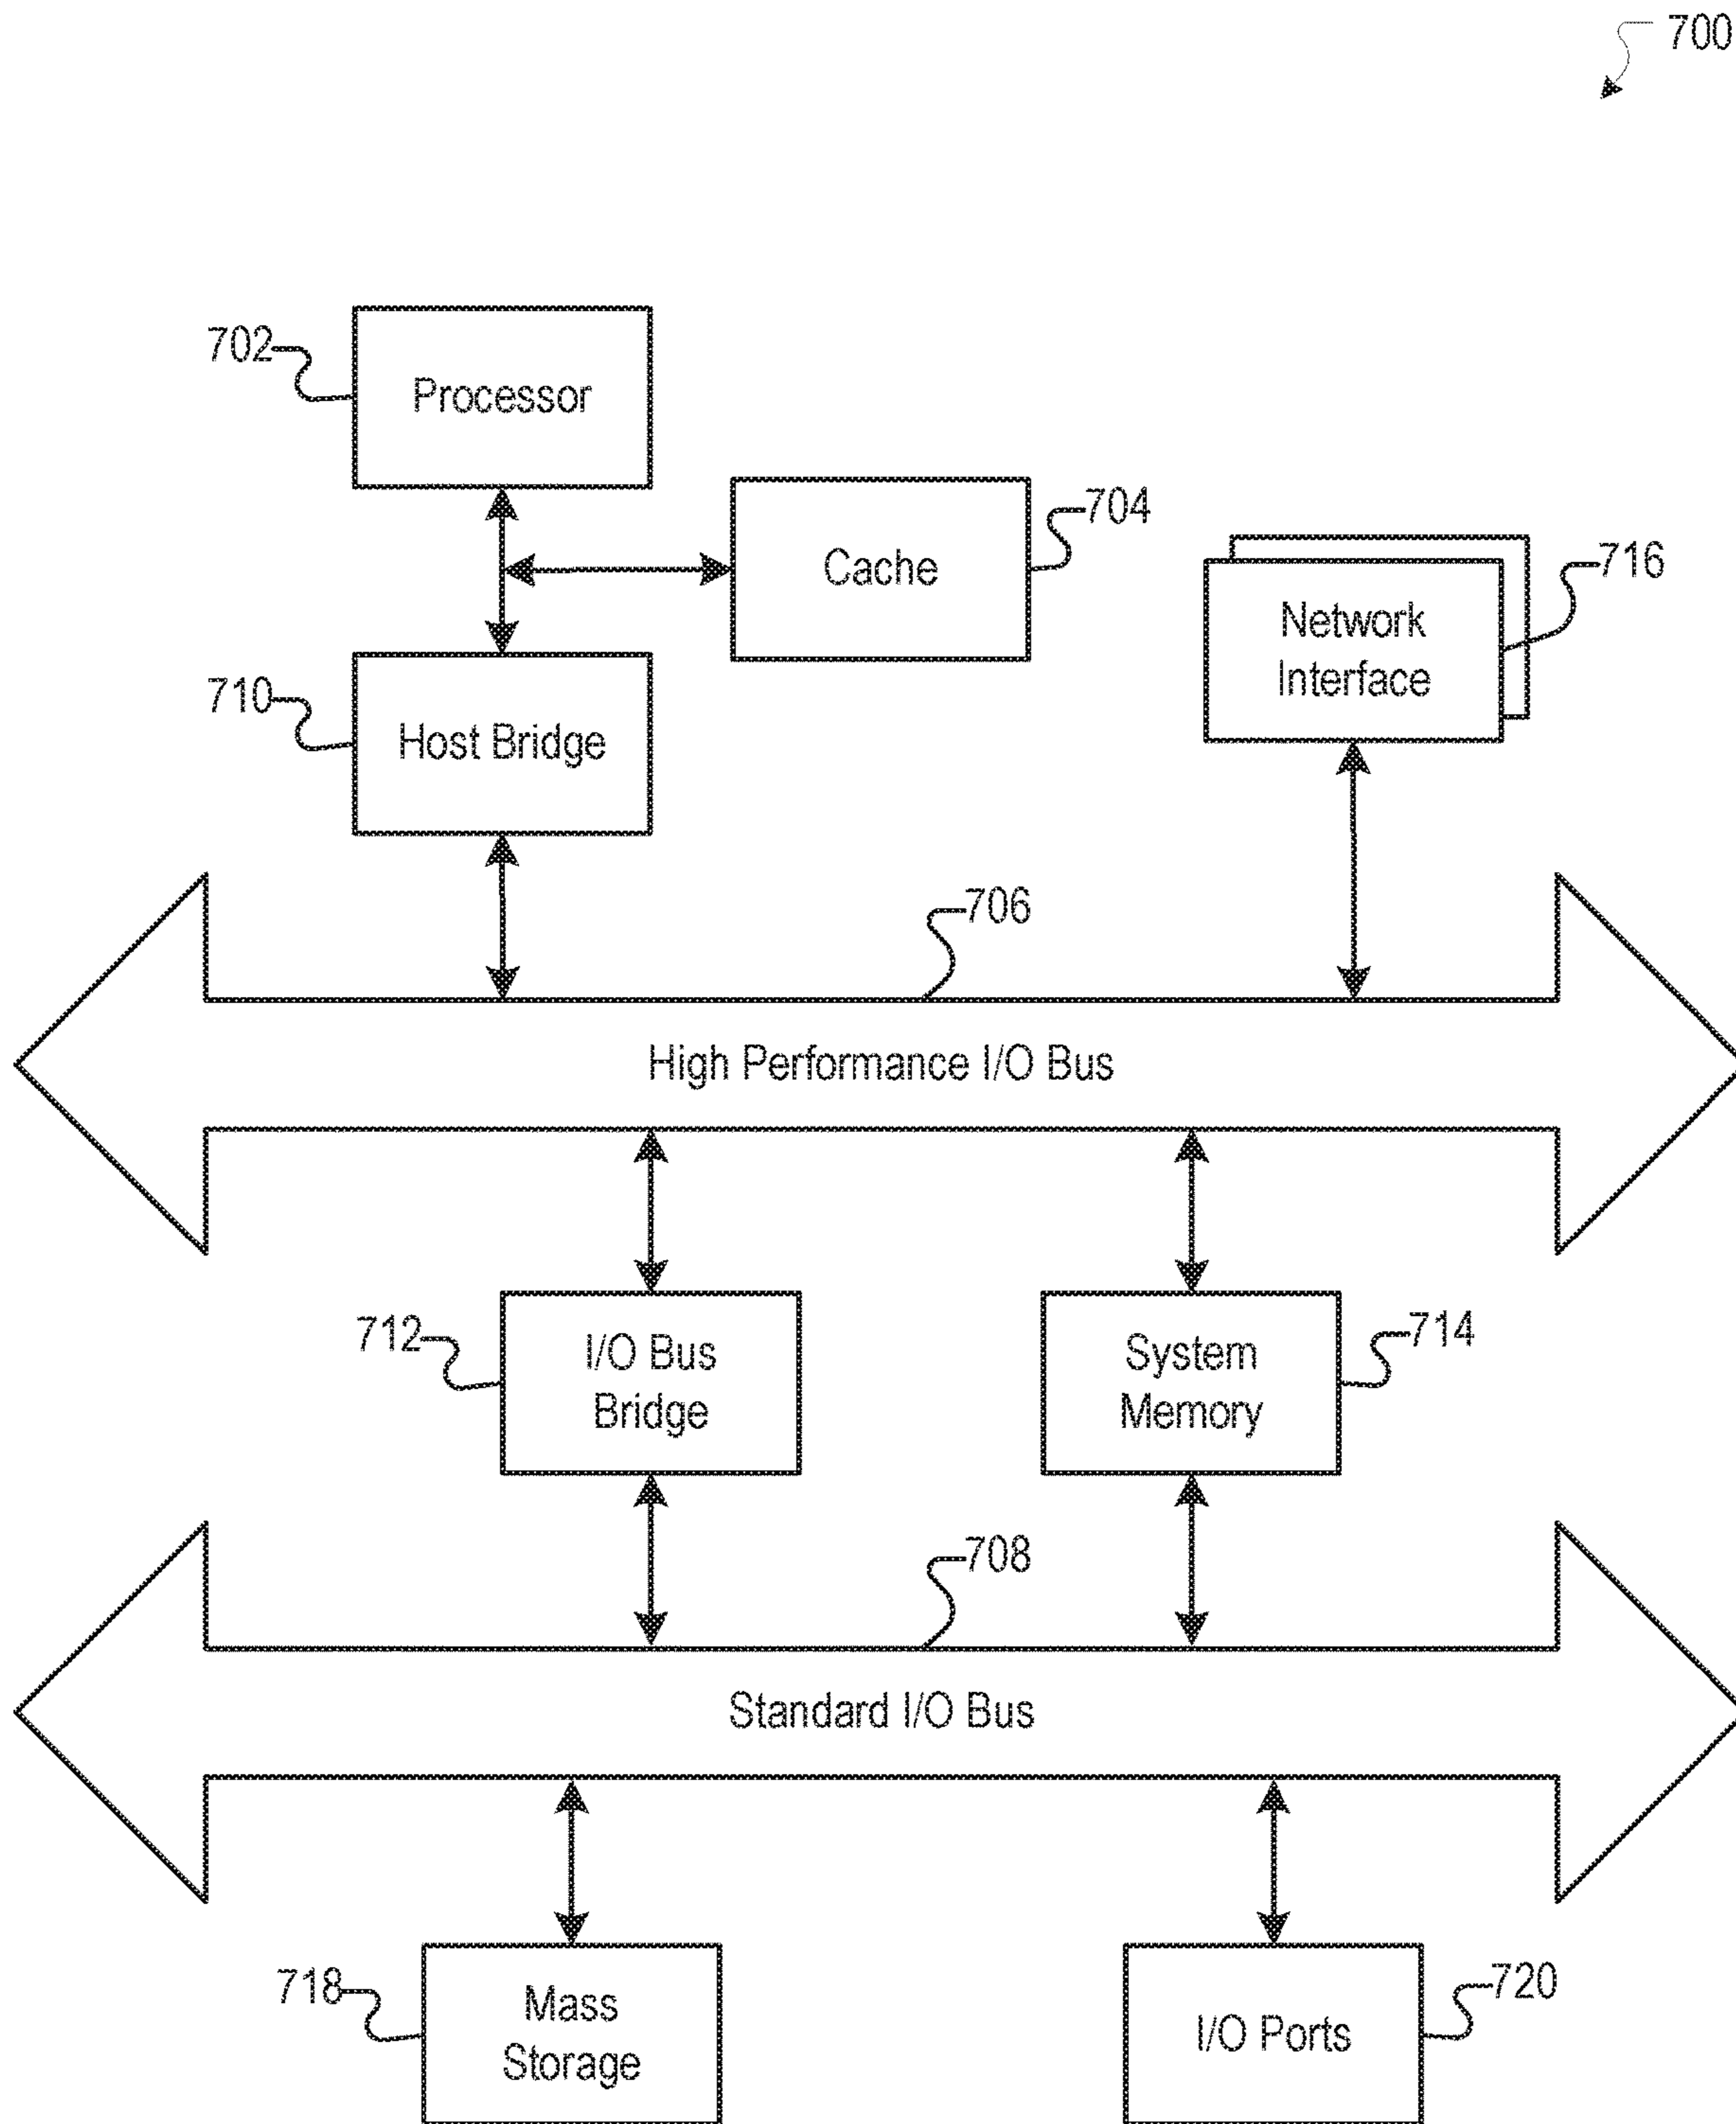 700
702
Processor
Cache
704
Network
Interface
716
710
Host Bridge
706
High Performance I/O Bus
712
I/O Bus
Bridge
System
Memory
714
708
Standard I/O Bus
718
Mass
Storage
I/O Ports
720